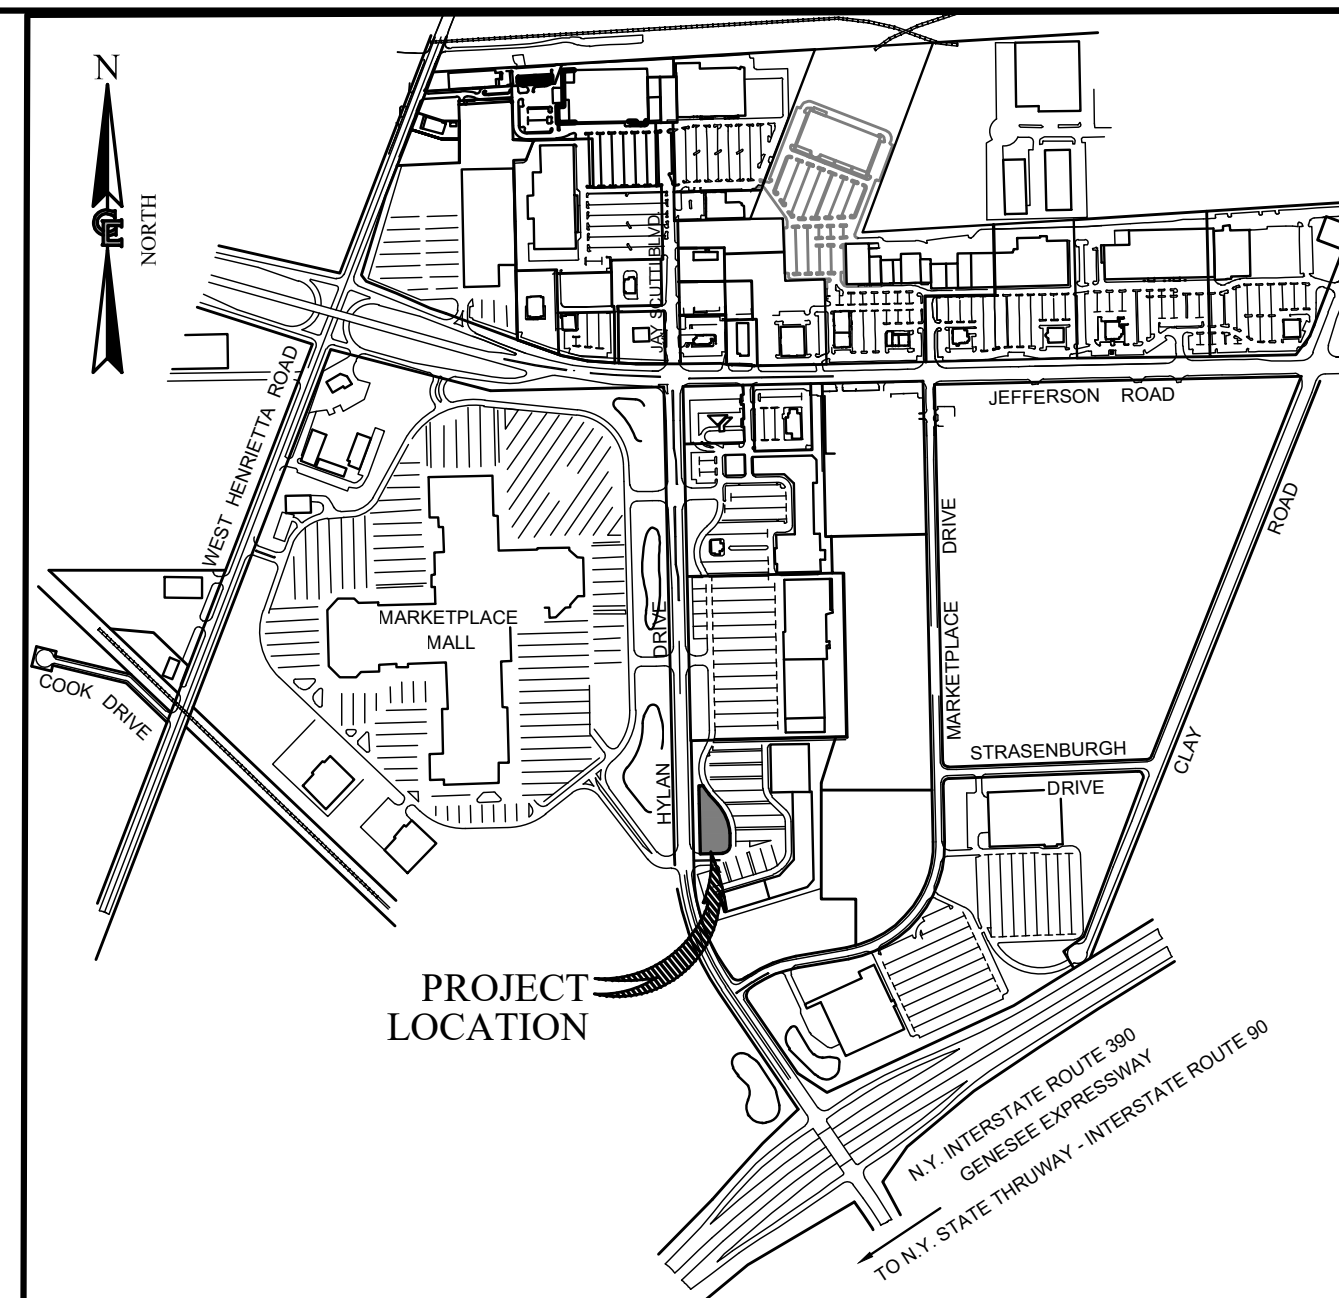 N
NORTH
JAY SCUTTI BLVD
WEST HENRIETTA ROAD
JEFFERSON ROAD
MARKETPLACE DRIVE
CLAY ROAD
MARKETPLACE
MALL
HYLAN DRIVE
COOK DRIVE
STRASENBURGH
DRIVE
PROJECT
LOCATION
N.Y. INTERSTATE ROUTE 390
GENESEE EXPRESSWAY
TO N.Y. STATE THRUWAY - INTERSTATE ROUTE 90